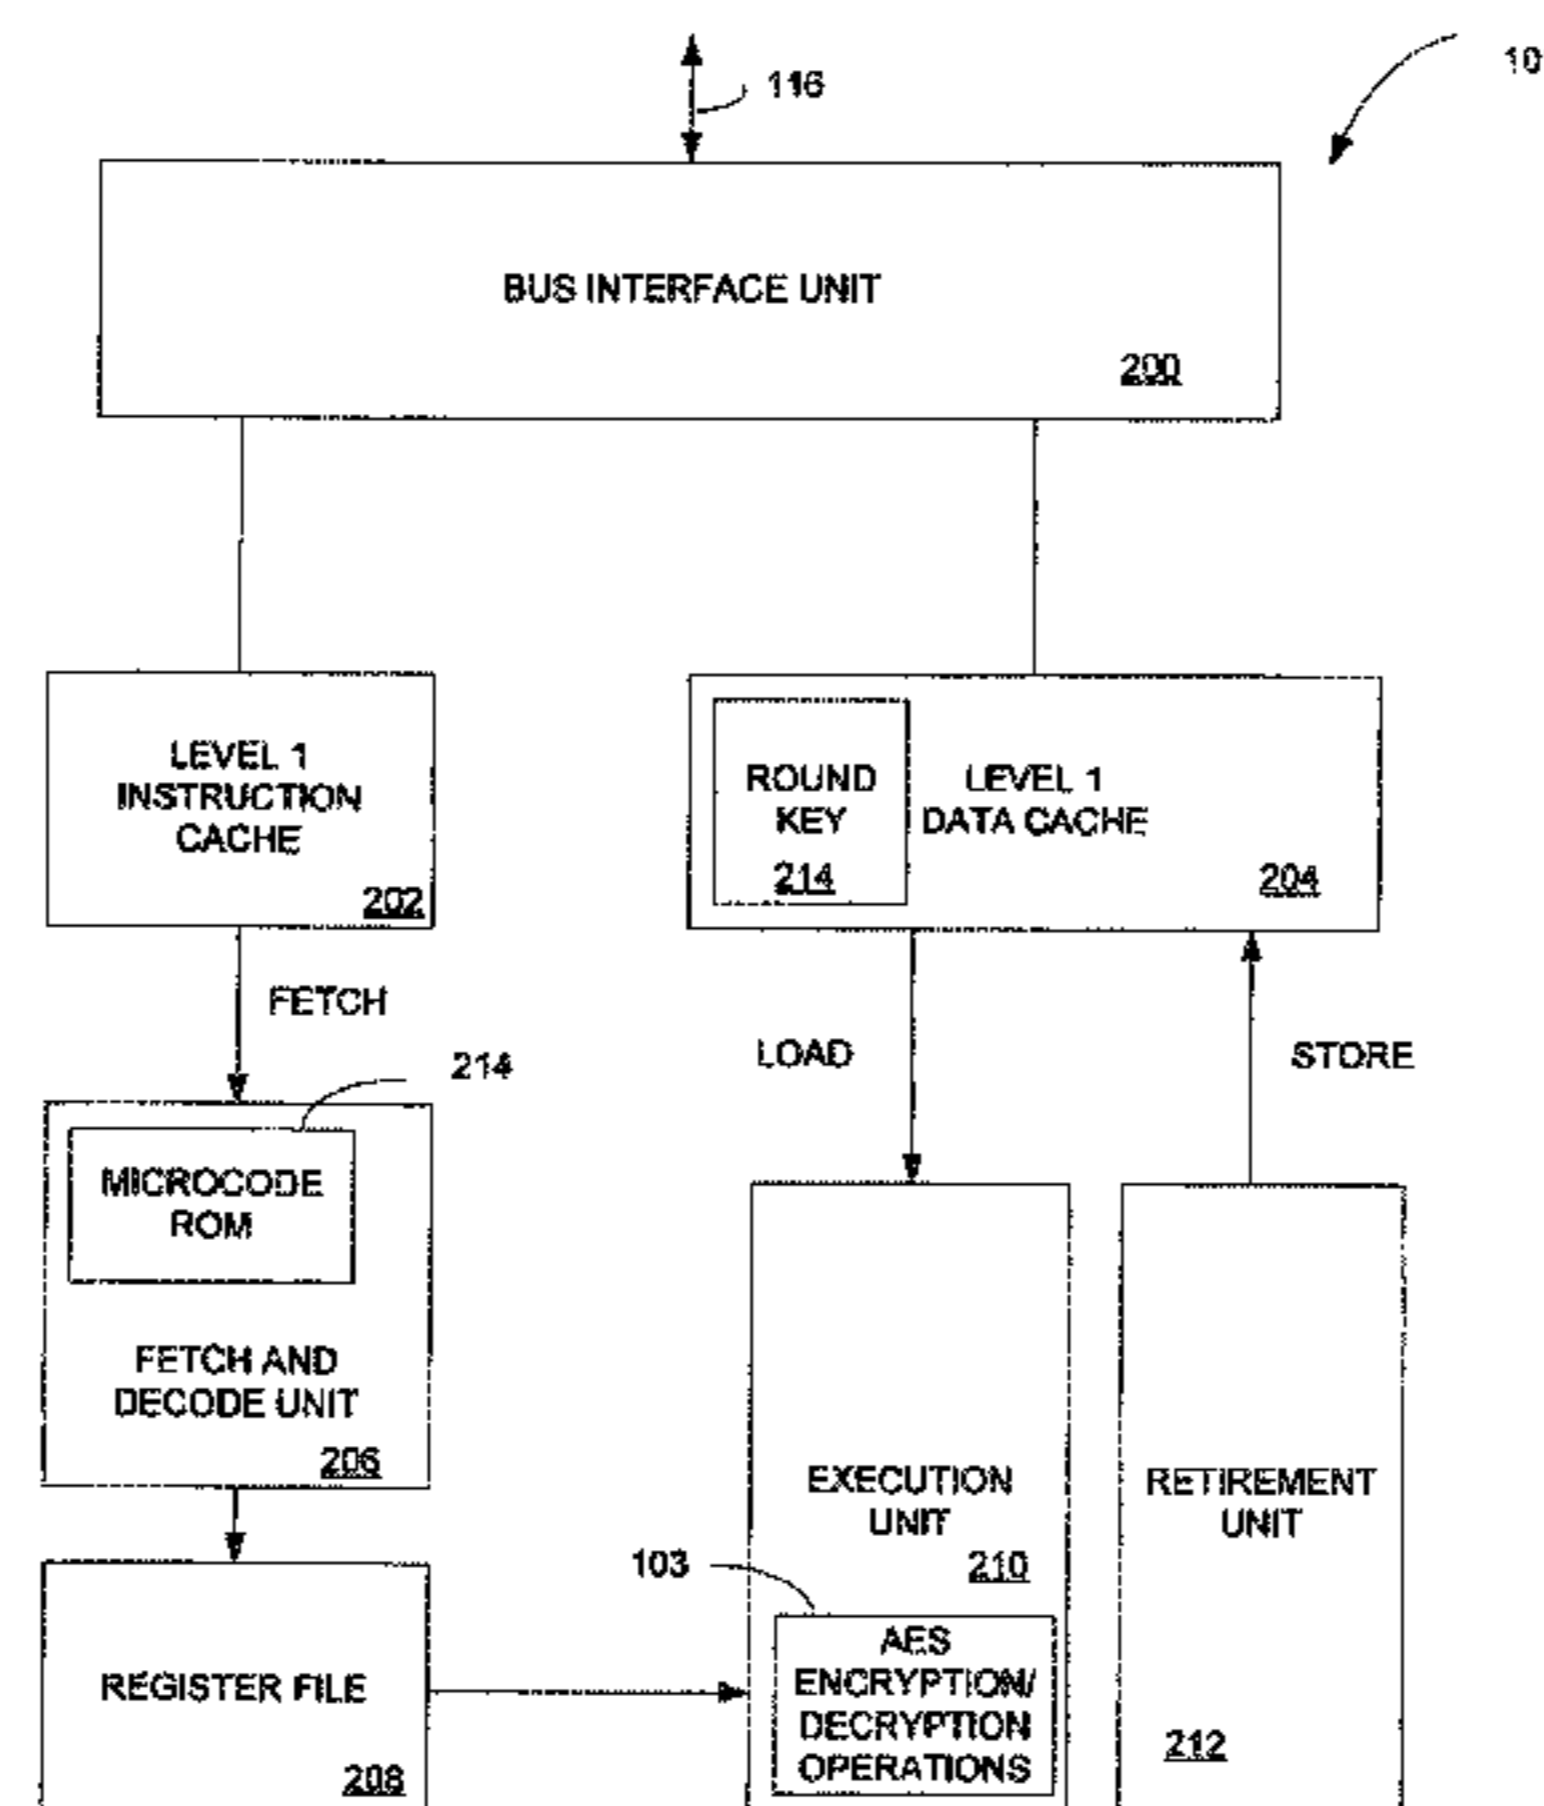 116
10
BUS INTERFACE UNIT
200
LEVEL 1
INSTRUCTION
CACHE
202
ROUND
KEY
214
LEVEL 1
DATA CACHE
204
FETCH
214
LOAD
STORE
MICROCODE
ROM
FETCH AND
DECODE UNIT
206
EXECUTION
UNIT
210
RETIREMENT
UNIT
212
103
AES
ENCRYPTION/
DECRYPTION
OPERATIONS
REGISTER FILE
208